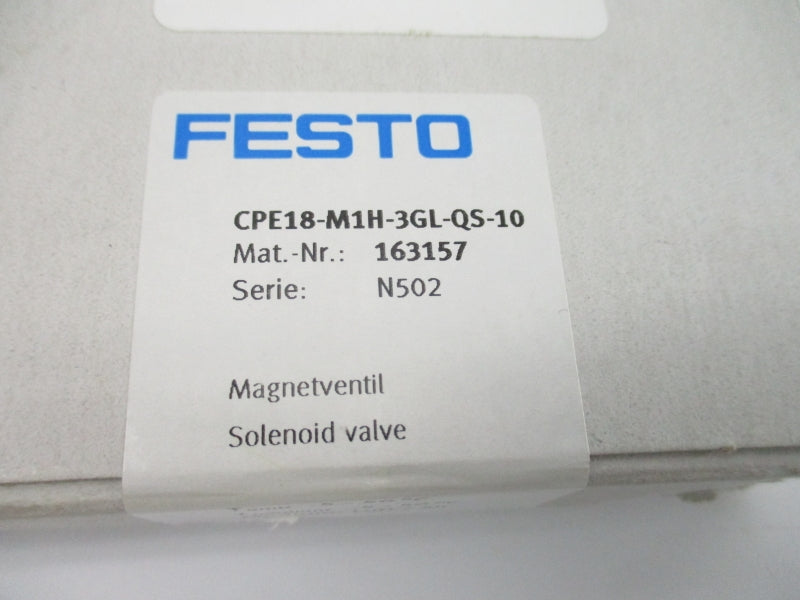 FESTO
CPE18-M1H-3GL-QS-10
Mat.-Nr.: 163157
Serie: N502
Magnetventil
Solenoid valve